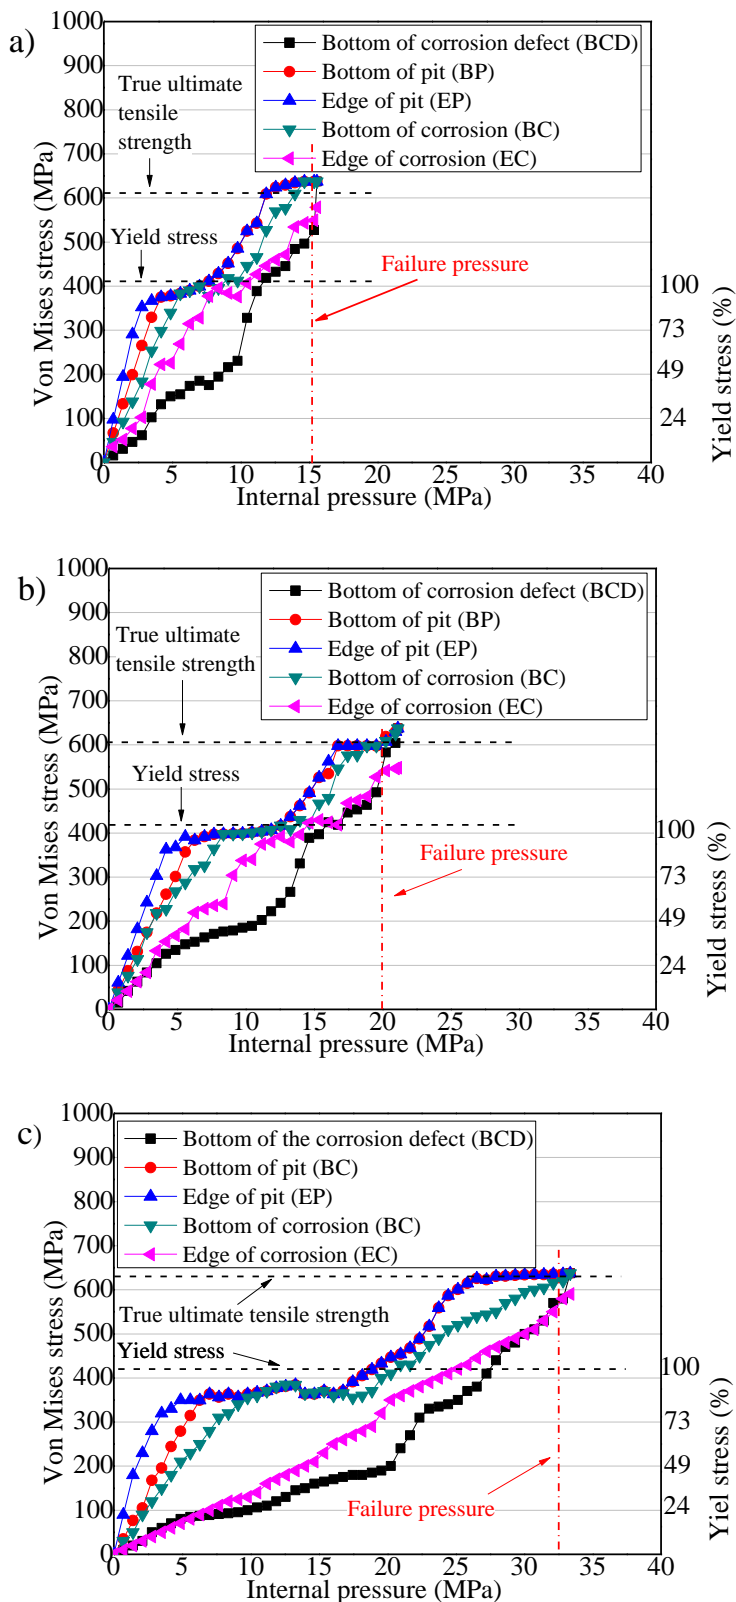 a)
1000
900
800
700
600
500
400
300
200
100
0
Von Mises stress (MPa)
Bottom of corrosion defect (BCD)
Bottom of pit (BP)
Edge of pit (EP)
Bottom of corrosion (BC)
Edge of corrosion (EC)
True ultimate
tensile
strength
Yield stress
Failure pressure
100
73
49
24
Yield stress (%)
0 5 10 15 20 25 30 35 40
Internal pressure (MPa)
b)
1000
900
800
700
600
500
400
300
200
100
0
Von Mises stress (MPa)
Bottom of corrosion defect (BCD)
Bottom of pit (BP)
Edge of pit (EP)
Bottom of corrosion (BC)
Edge of corrosion (EC)
True ultimate
tensile strength
Yield stress
Failure pressure
100
73
49
24
Yield stress (%)
0 5 10 15 20 25 30 35 40
Internal pressure (MPa)
c)
1000
900
800
700
600
500
400
300
200
100
0
Von Mises stress (MPa)
Bottom of the corrosion defect (BCD)
Bottom of pit (BC)
Edge of pit (EP)
Bottom of corrosion (BC)
Edge of corrosion (EC)
True ultimate tensile strength
Yield stress
Failure pressure
100
73
49
24
Yiel stress (%)
0 5 10 15 20 25 30 35 40
Internal pressure (MPa)